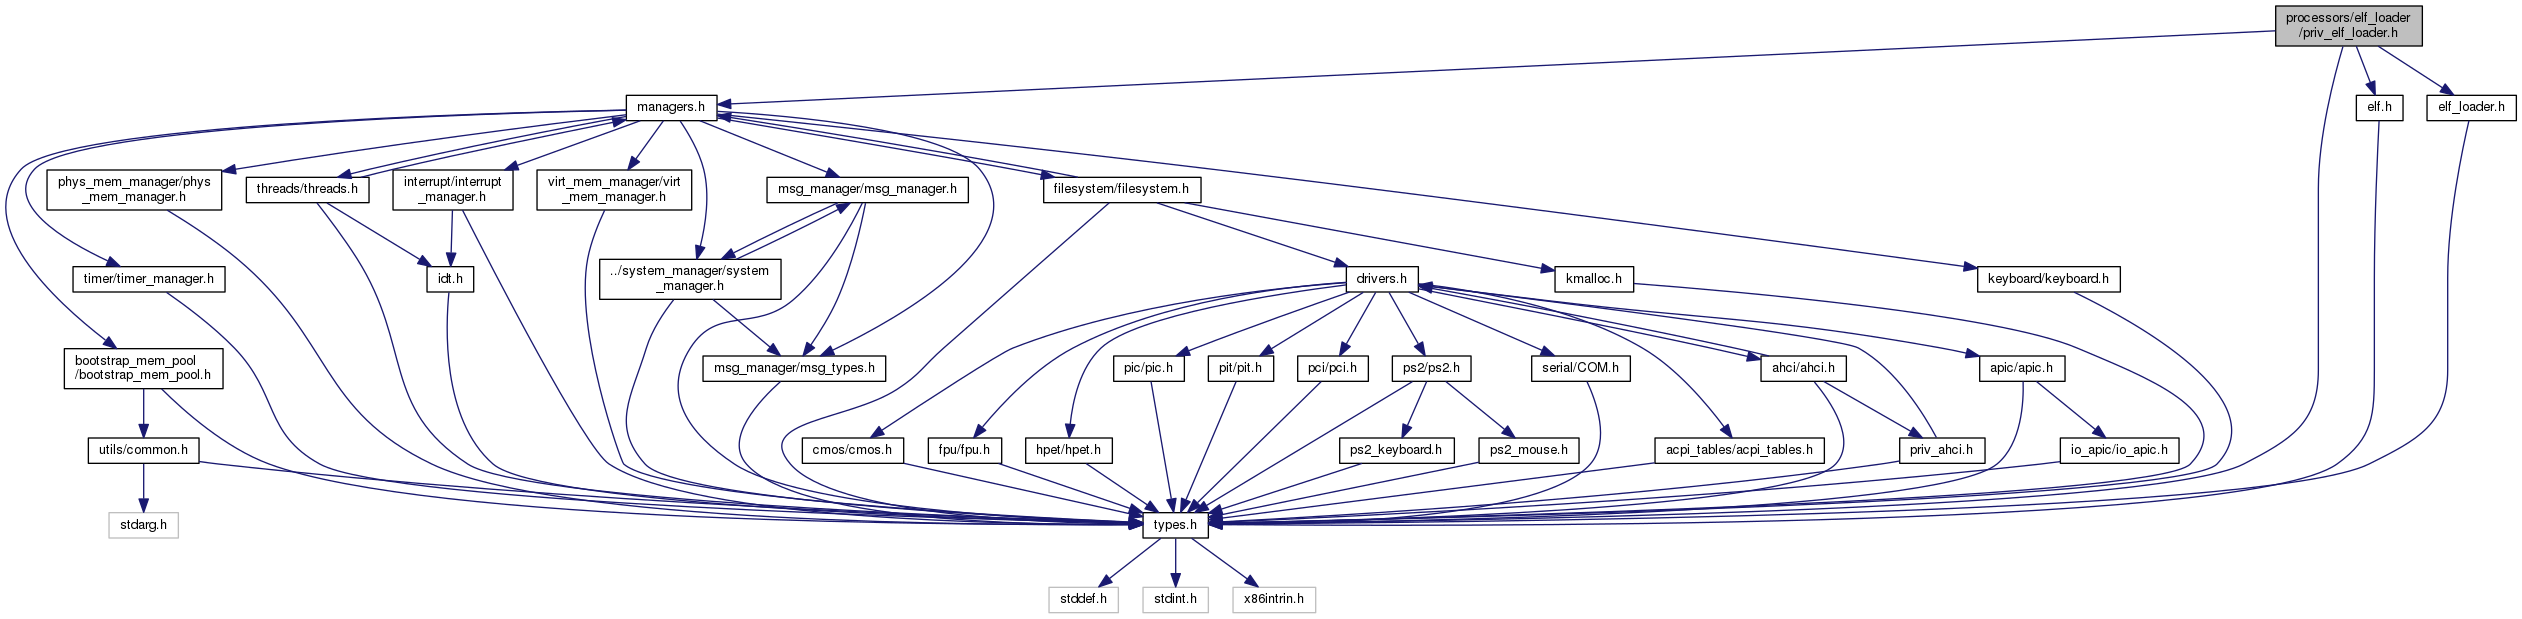 processors/elf_loader
/priv_elf_loader.h
managers.h
elf.h
elf_loader.h
phys_mem_manager/phys
_mem_manager.h
threads/threads.h
interrupt/interrupt
_manager.h
virt_mem_manager/virt
_mem_manager.h
msg_manager/msg_manager.h
filesystem/filesystem.h
timer/timer_manager.h
idt.h
../system_manager/system
_manager.h
drivers.h
kmalloc.h
keyboard/keyboard.h
bootstrap_mem_pool
/bootstrap_mem_pool.h
msg_manager/msg_types.h
pic/pic.h
pit/pit.h
pci/pci.h
ps2/ps2.h
serial/COM.h
ahci/ahci.h
apic/apic.h
utils/common.h
cmos/cmos.h
fpu/fpu.h
hpet/hpet.h
ps2_keyboard.h
ps2_mouse.h
acpi_tables/acpi_tables.h
priv_ahci.h
io_apic/io_apic.h
stdarg.h
types.h
stddef.h
stdint.h
x86intrin.h